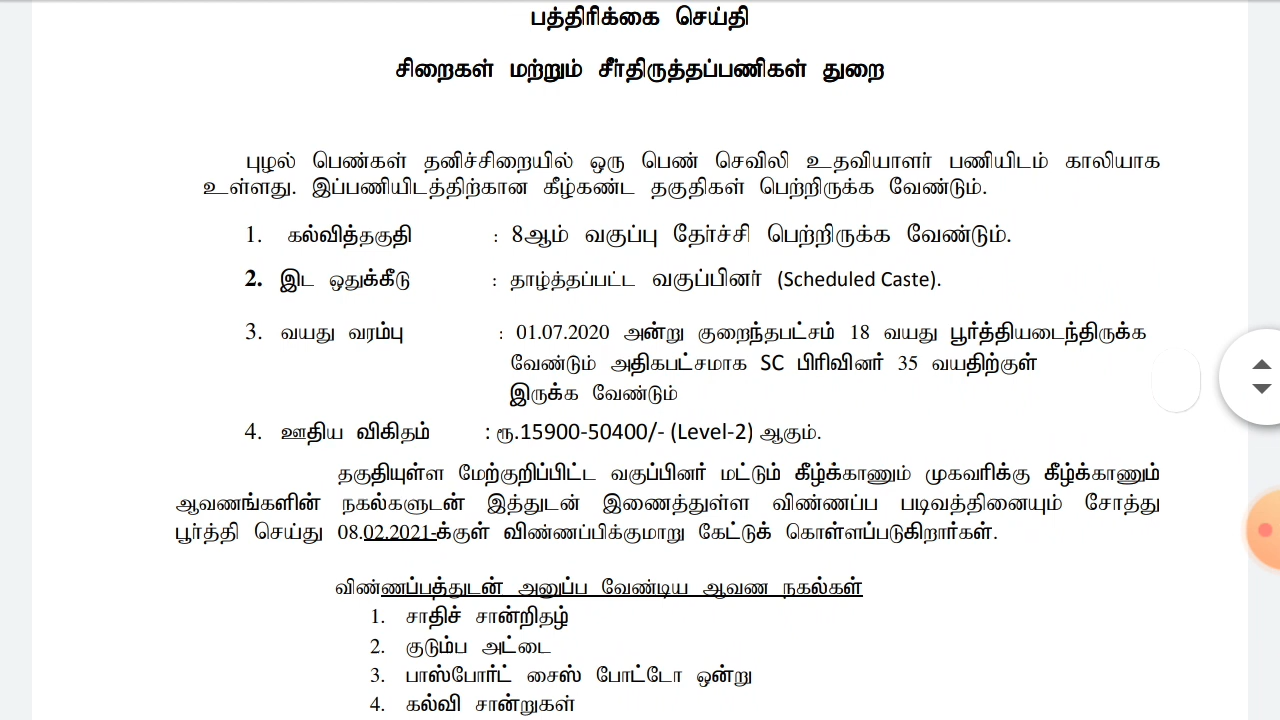 பத்திரிக்கை செய்தி
சிறைகள் மற்றும் சீர்திருத்தப்பணிகள் துறை
புழல் பெண்கள் தனிச்சிறையில் ஒரு பெண் செவிலி உதவியாளர் பணியிடம் காலியாக
உள்ளது. இப்பணியிடத்திற்கான கீழ்கண்ட தகுதிகள் பெற்றிருக்க வேண்டும்.
1. கல்வித்தகுதி : 8ஆம் வகுப்பு தேர்ச்சி பெற்றிருக்க வேண்டும்.
2. இட ஒதுக்கீடு : தாழ்த்தப்பட்ட வகுப்பினர் (Scheduled Caste).
3. வயது வரம்பு : 01.07.2020 அன்று குறைந்தபட்சம் 18 வயது பூர்த்தியடைந்திருக்க
வேண்டும் அதிகபட்சமாக SC பிரிவினர் 35 வயதிற்குள்
இருக்க வேண்டும்
4. ஊதிய விகிதம் : ரூ.15900-50400/- (Level-2) ஆகும்.
தகுதியுள்ள மேற்குறிப்பிட்ட வகுப்பினர் மட்டும் கீழ்க்காணும் முகவரிக்கு கீழ்க்காணும்
ஆவணங்களின் நகல்களுடன் இத்துடன் இணைத்துள்ள விண்ணப்ப படிவத்தினையும் சோத்து
பூர்த்தி செய்து 08.02.2021-க்குள் விண்ணப்பிக்குமாறு கேட்டுக் கொள்ளப்படுகிறார்கள்.
விண்ணப்பத்துடன் அனுப்ப வேண்டிய ஆவண நகல்கள்
1. சாதிச் சான்றிதழ்
2. குடும்ப அட்டை
3. பாஸ்போர்ட் சைஸ் போட்டோ ஒன்று
4. கல்வி சான்றுகள்